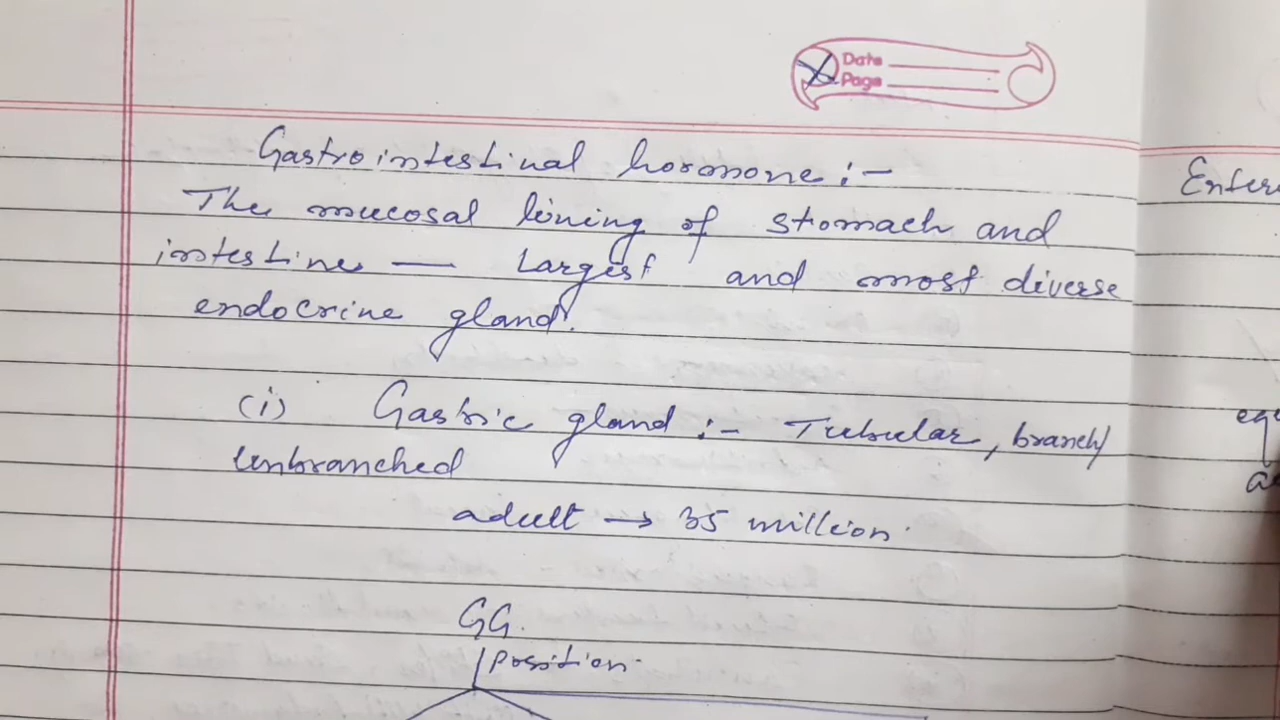 Date
Page
Gastrointestinal hormone :-
The mucosal lining of stomach and
intestine — Largest and most diverse
endocrine gland.
(i) Gastric gland :- Tubular, branch/
Unbranched
adult → 35 million
GG.
Position